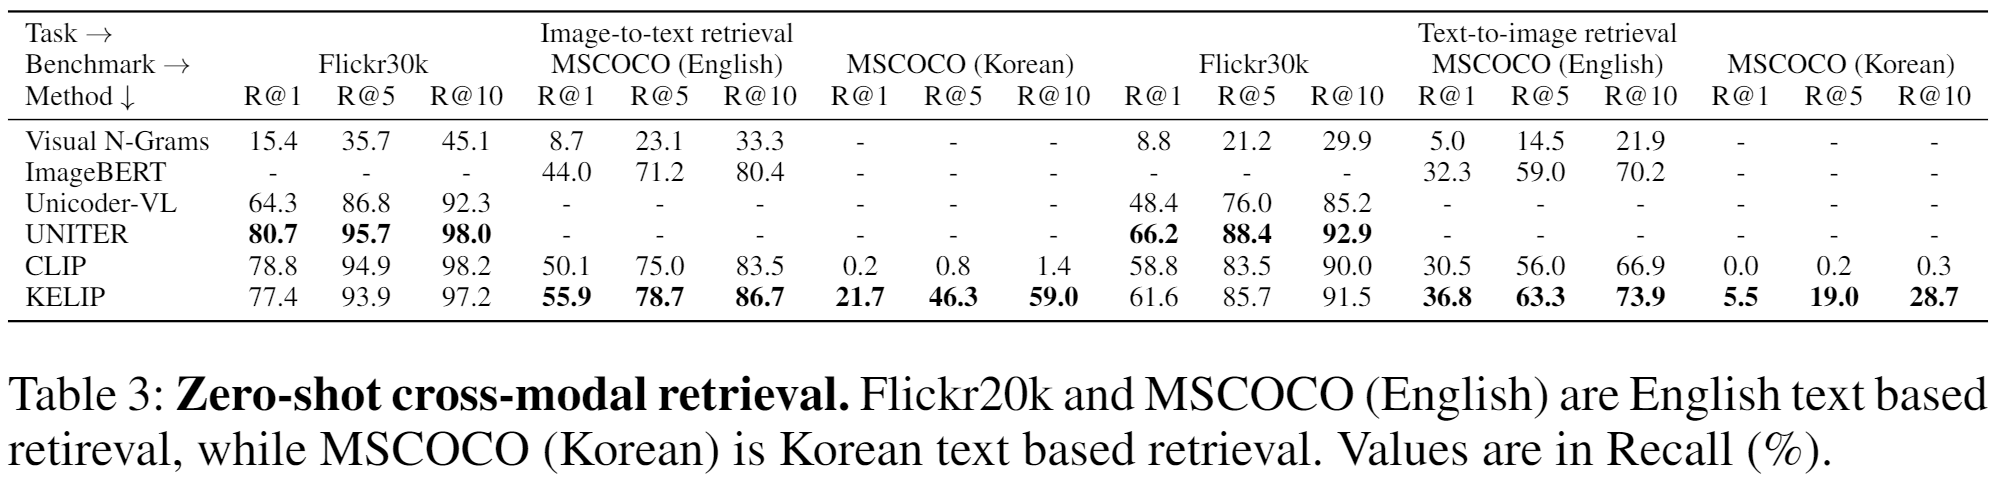 Task → Image-to-text retrieval Text-to-image retrieval
Benchmark → Flickr30k MSCOCO (English) MSCOCO (Korean) Flickr30k MSCOCO (English) MSCOCO (Korean)
Method ↓ R@1 R@5 R@10 R@1 R@5 R@10 R@1 R@5 R@10 R@1 R@5 R@10 R@1 R@5 R@10 R@1 R@5 R@10
Visual N-Grams 15.4 35.7 45.1 8.7 23.1 33.3 - - - 8.8 21.2 29.9 5.0 14.5 21.9 - - -
ImageBERT - - - 44.0 71.2 80.4 - - - - - - 32.3 59.0 70.2 - - -
Unicoder-VL 64.3 86.8 92.3 - - - - - - 48.4 76.0 85.2 - - - - - -
UNITER 80.7 95.7 98.0 - - - - - - 66.2 88.4 92.9 - - - - - -
CLIP 78.8 94.9 98.2 50.1 75.0 83.5 0.2 0.8 1.4 58.8 83.5 90.0 30.5 56.0 66.9 0.0 0.2 0.3
KELIP 77.4 93.9 97.2 55.9 78.7 86.7 21.7 46.3 59.0 61.6 85.7 91.5 36.8 63.3 73.9 5.5 19.0 28.7
Table 3: Zero-shot cross-modal retrieval. Flickr20k and MSCOCO (English) are English text based
retireval, while MSCOCO (Korean) is Korean text based retrieval. Values are in Recall (%).